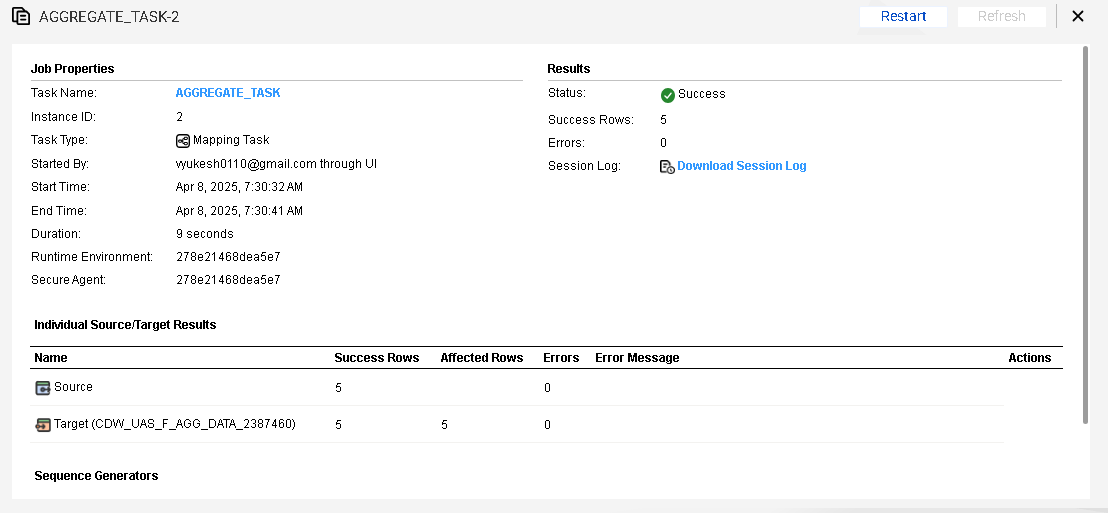 AGGREGATE_TASK-2 Restart Refresh
Job Properties
Task Name: AGGREGATE_TASK
Instance ID: 2
Task Type: Mapping Task
Started By: vyukesh0110@gmail.com through UI
Start Time: Apr 8, 2025, 7:30:32 AM
End Time: Apr 8, 2025, 7:30:41 AM
Duration: 9 seconds
Runtime Environment: 278e21468dea5e7
Secure Agent: 278e21468dea5e7
Results
Status: Success
Success Rows: 5
Errors: 0
Session Log: Download Session Log
Individual Source/Target Results
Name Success Rows Affected Rows Errors Error Message Actions
Source 5 0
Target (CDW_UAS_F_AGG_DATA_2387460) 5 5 0
Sequence Generators